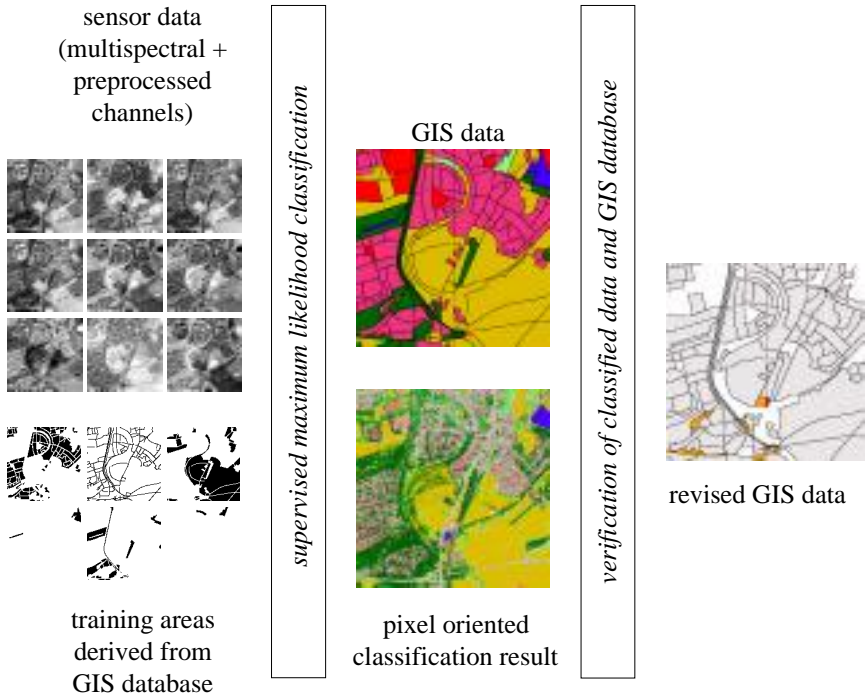 sensor data
(multispectral +
preprocessed
channels)
training areas
derived from
GIS database
supervised maximum likelihood classification
GIS data
pixel oriented
classification result
verification of classified data and GIS database
revised GIS data